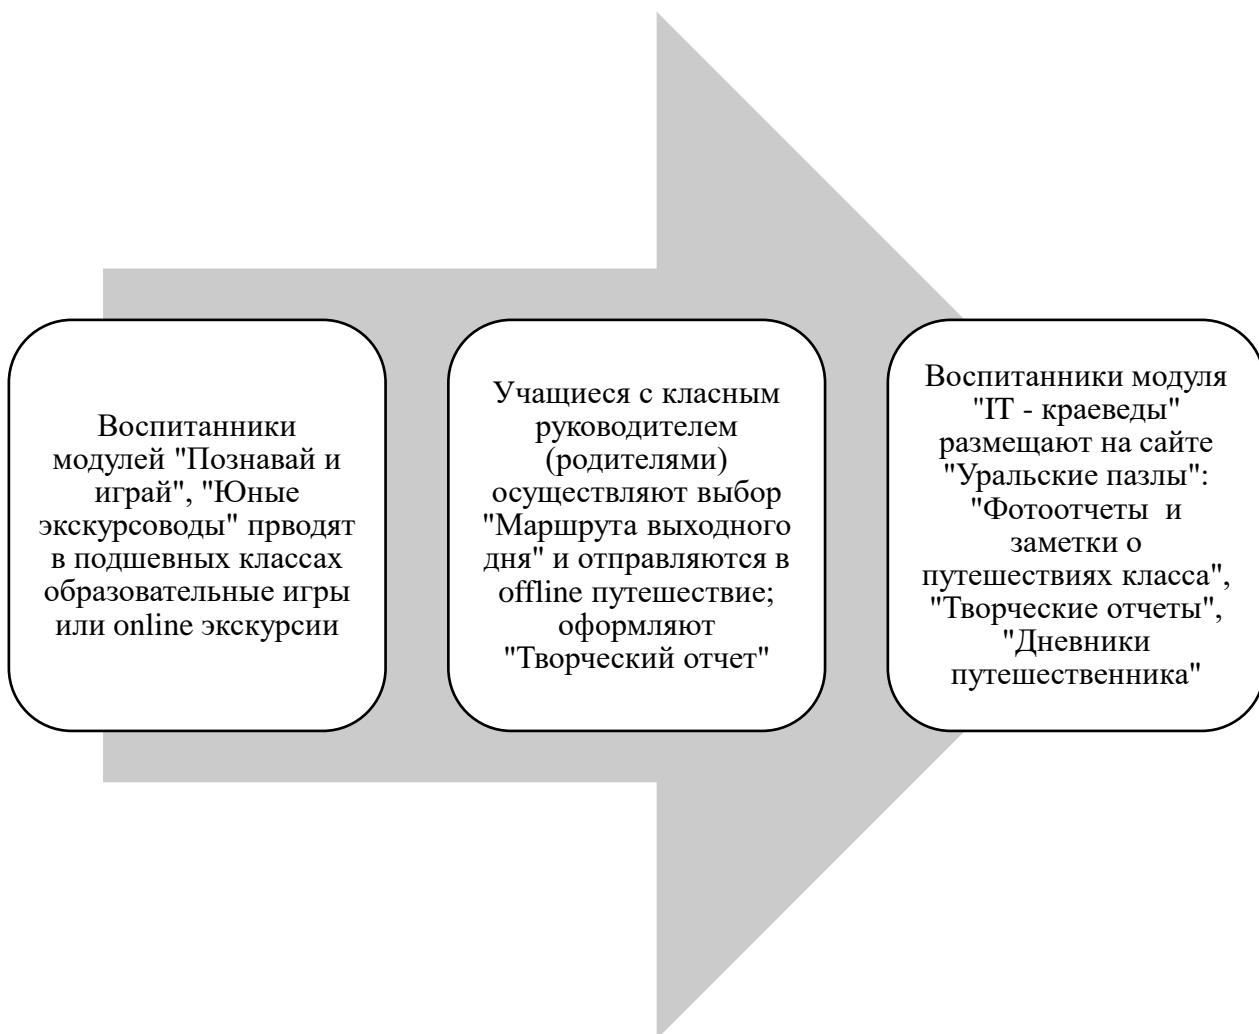 Воспитанники
модулей "Познавай и
играй", "Юные
экскурсоводы" прводят
в подшевных классах
образовательные игры
или online экскурсии
Учащиеся с класным
руководителем
(родителями)
осуществляют выбор
"Маршрута выходного
дня" и отправляются в
offline путешествие;
оформляют
"Творческий отчет"
Воспитанники модуля
"IT - краеведы"
размещают на сайте
"Уральские пазлы":
"Фотоотчеты  и
заметки о
путешествиях класса",
"Творческие отчеты",
"Дневники
путешественника"